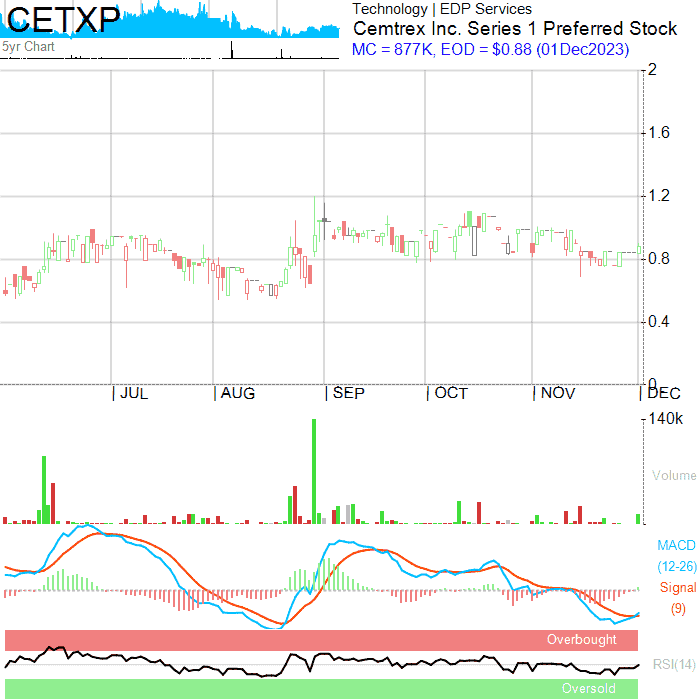 CETXP
5yr Chart
Technology | EDP Services
Cemtrex Inc. Series 1 Preferred Stock
MC = 877K, EOD = $0.88 (01Dec2023)
2
1.6
1.2
0.8
0.4
0
| JUL | AUG | SEP | OCT | NOV | DEC
140k
Volume
MACD
(12-26)
Signal
(9)
Overbought
RSI(14)
Oversold